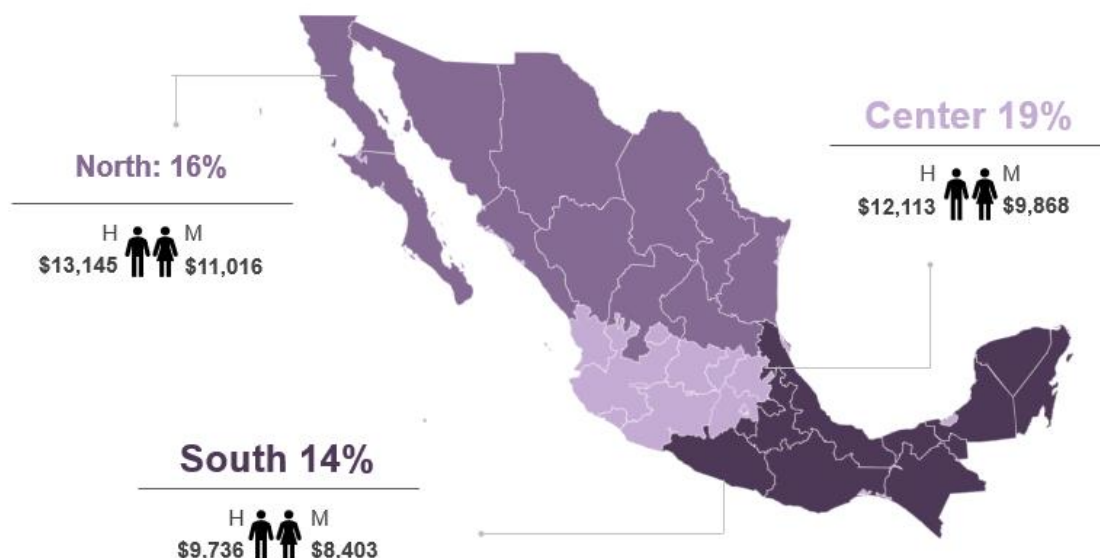 North: 16%
H M
$13,145 $11,016
Center 19%
H M
$12,113 $9,868
South 14%
H M
$9,736 $8,403